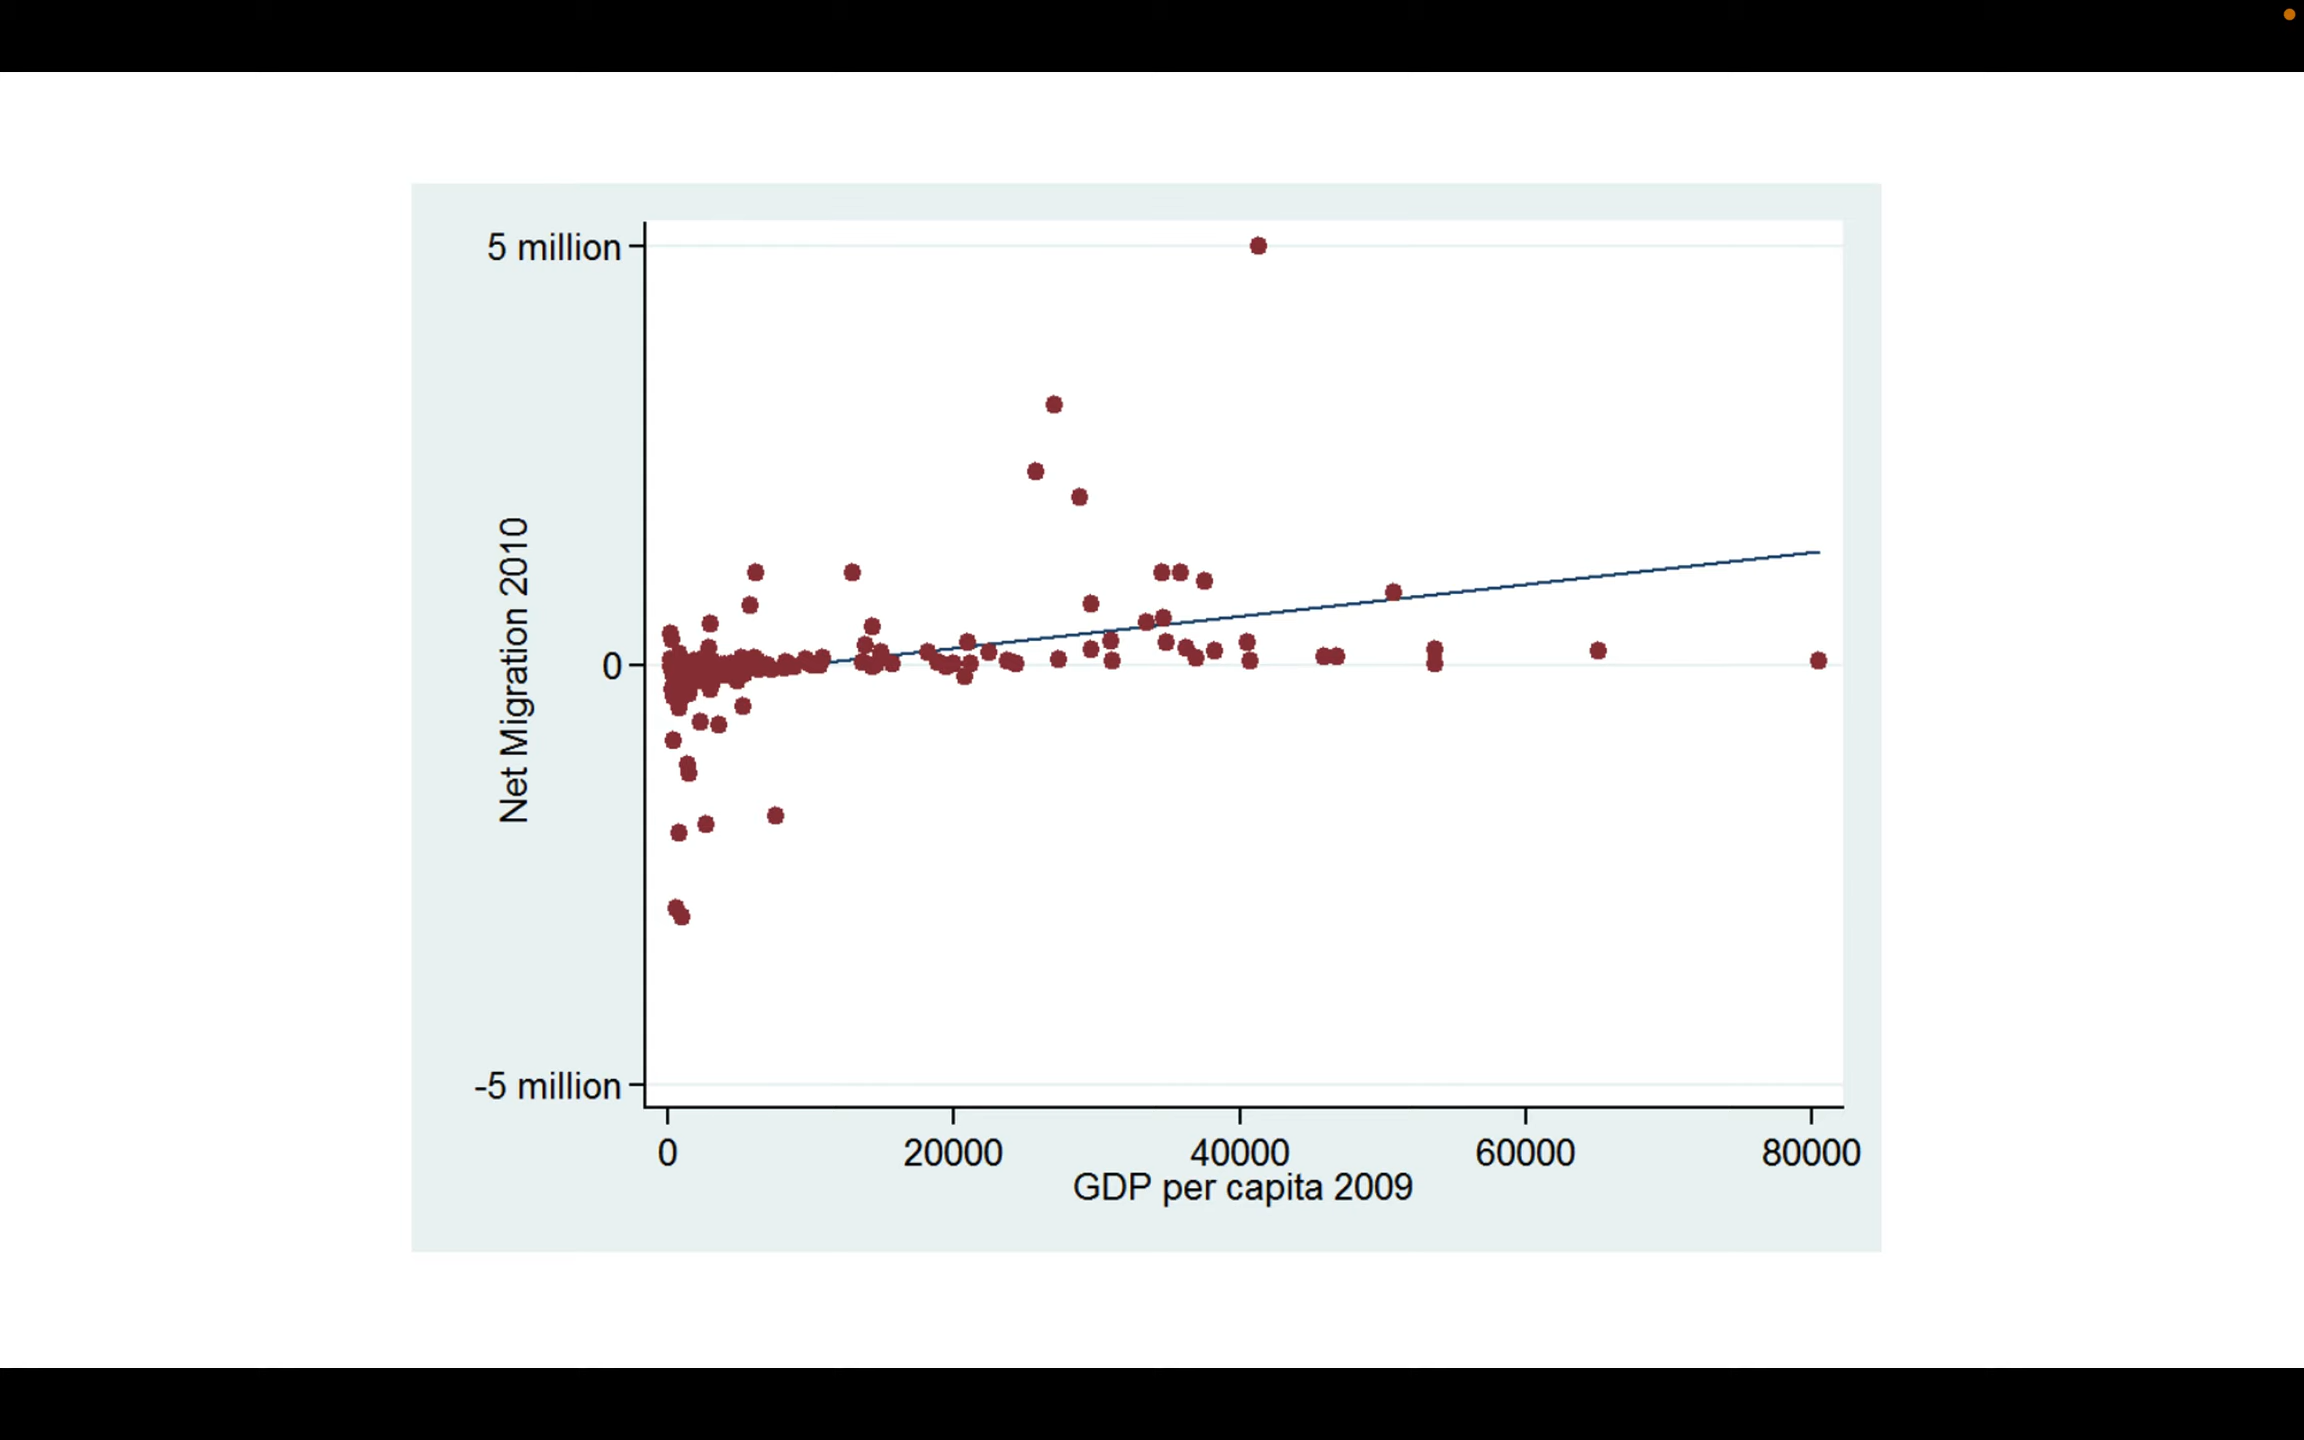 5 million
0
-5 million
Net Migration 2010
0 20000 40000 60000 80000
GDP per capita 2009